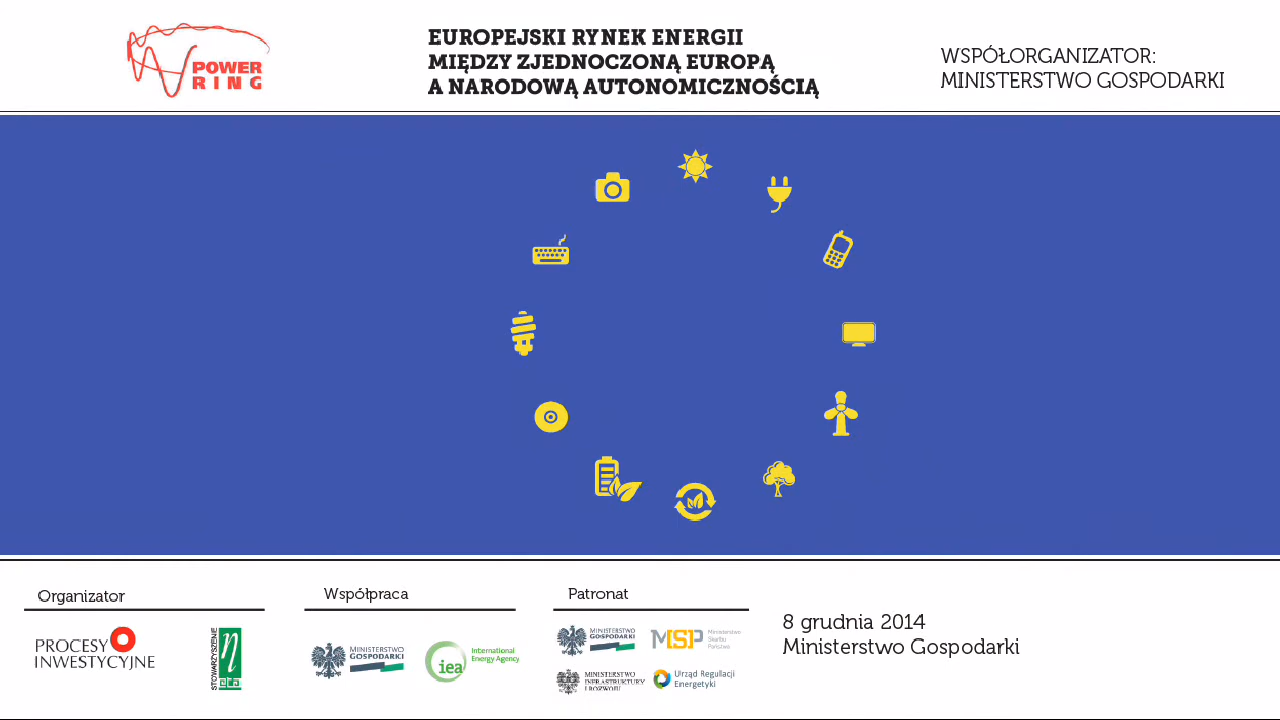 POWER
RING
EUROPEJSKI RYNEK ENERGII
MIĘDZY ZJEDNOCZONĄ EUROPĄ
A NARODOWĄ AUTONOMICZNOŚCIĄ
WSPÓŁORGANIZATOR:
MINISTERSTWO GOSPODARKI
Organizator
PROCESY
INWESTYCYJNE
STOWARZYSZENIE
Współpraca
MINISTERSTWO
GOSPODARKI
iea
International
Energy Agency
Patronat
MINISTERSTWO
GOSPODARKI
MSP
Ministerstwo
Skarbu
Państwa
MINISTERSTWO
INFRASTRUKTURY
I ROZWOJU
Urząd Regulacji
Energetyki
8 grudnia 2014
Ministerstwo Gospodarki